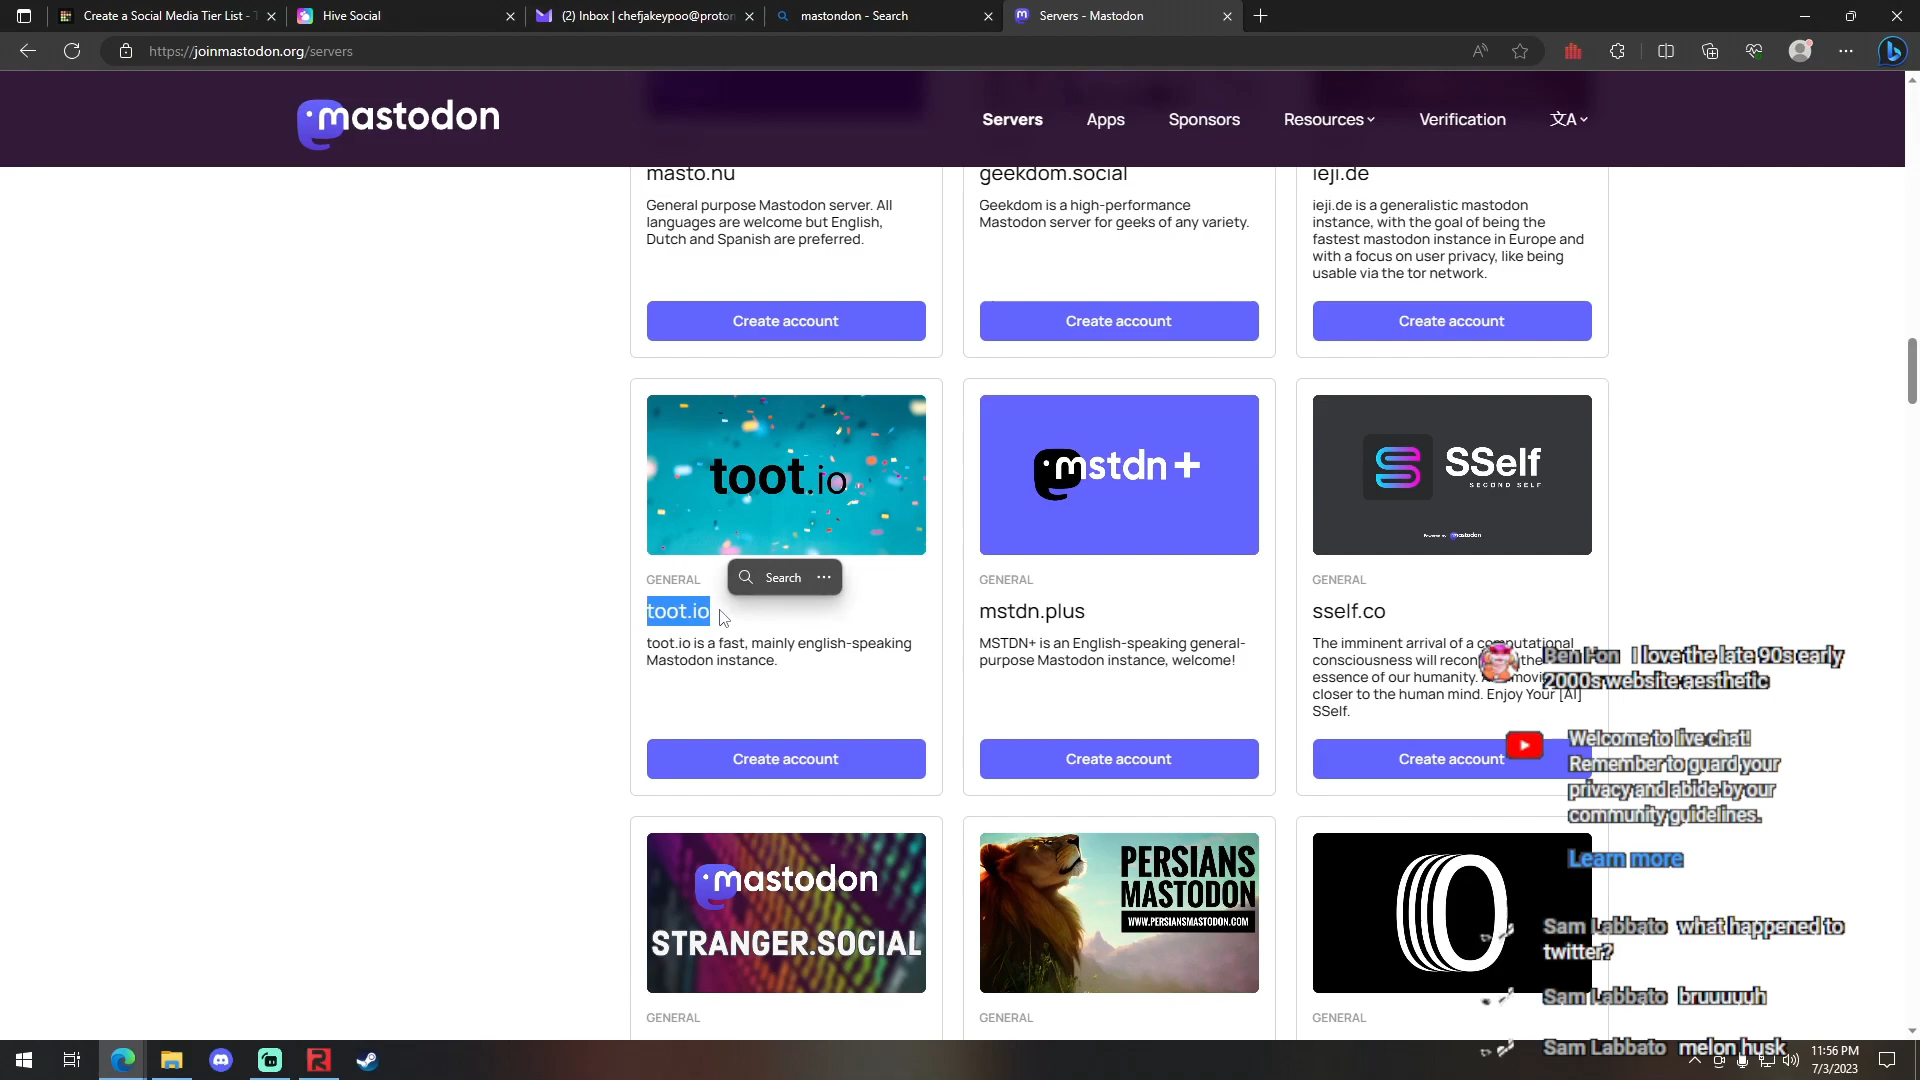 Create a Social Media Tier List - T
Hive Social
(2) Inbox | chefjakeypoo@proton
mastondon - Search
Servers - Mastodon
https://joinmastodon.org/servers
mastodon
Servers
Apps
Sponsors
Resources
Verification
文A
masto.nu
General purpose Mastodon server. All
languages are welcome but English,
Dutch and Spanish are preferred.
Create account
geekdom.social
Geekdom is a high-performance
Mastodon server for geeks of any variety.
Create account
ieji.de
ieji.de is a generalistic mastodon
instance, with the goal of being the
fastest mastodon instance in Europe and
with a focus on user privacy, like being
usable via the tor network.
Create account
toot.io
GENERAL
Search
toot.io
toot.io is a fast, mainly english-speaking
Mastodon instance.
Create account
mstdn +
GENERAL
mstdn.plus
MSTDN+ is an English-speaking general-
purpose Mastodon instance, welcome!
Create account
SSelf
SECOND SELF
mastodon
GENERAL
sself.co
The imminent arrival of a computational
consciousness will the
essence of our humanity.
closer to the human mind. Enjoy Your [AI]
SSelf.
Create account
mastodon
STRANGER.SOCIAL
GENERAL
PERSIANS
MASTODON
WWW.PERSIANSMASTODON.COM
GENERAL
GENERAL
Ben Fon I love the late 90s early
2000s website aesthetic
Welcome to live chat!
Remember to guard your
privacy and abide by our
community guidelines.
Learn more
Sam Labbato what happened to
twitter?
Sam Labbato bruuuuuh
Sam Labbato melon husk
11:56 PM
7/3/2023